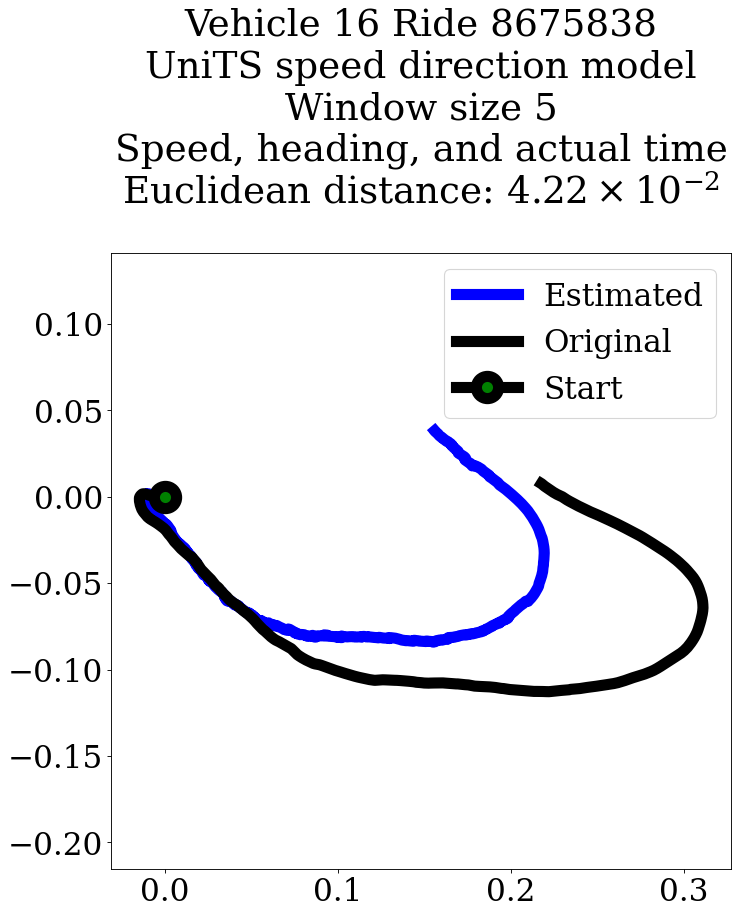 Vehicle 16 Ride 8675838
UniTS speed direction model
Window size 5
Speed, heading, and actual time
Euclidean distance: 4.22 × 10⁻²
Estimated
Original
Start
0.10
0.05
0.00
−0.05
−0.10
−0.15
−0.20
0.0 0.1 0.2 0.3